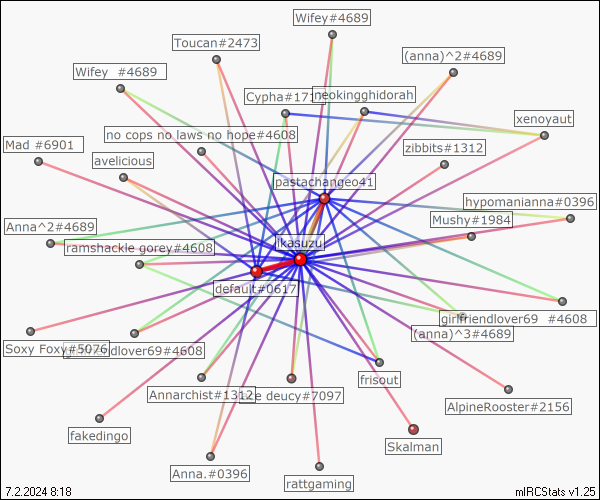 Wifey#4689
Toucan#2473
(anna)^2#4689
Wifey #4689
Cypha#171
neokingghidorah
xenoyaut
no cops no laws no hope#4608
Mad #6901
avelicious
zibbits#1312
pastachangeo41
hypomanianna#0396
Mushy#1984
Anna^2#4689
ramshackle gorey#4608
ikasuzu
default#0617
girlfriendlover69 #4608
(anna)^3#4689
Soxy Foxy#5076
dlover69#4608
frisout
Annarchist#1312
e deucy#7097
AlpineRooster#2156
fakedingo
Skalman
Anna.#0396
rattgaming
7.2.2024 8:18
mIRCStats v1.25